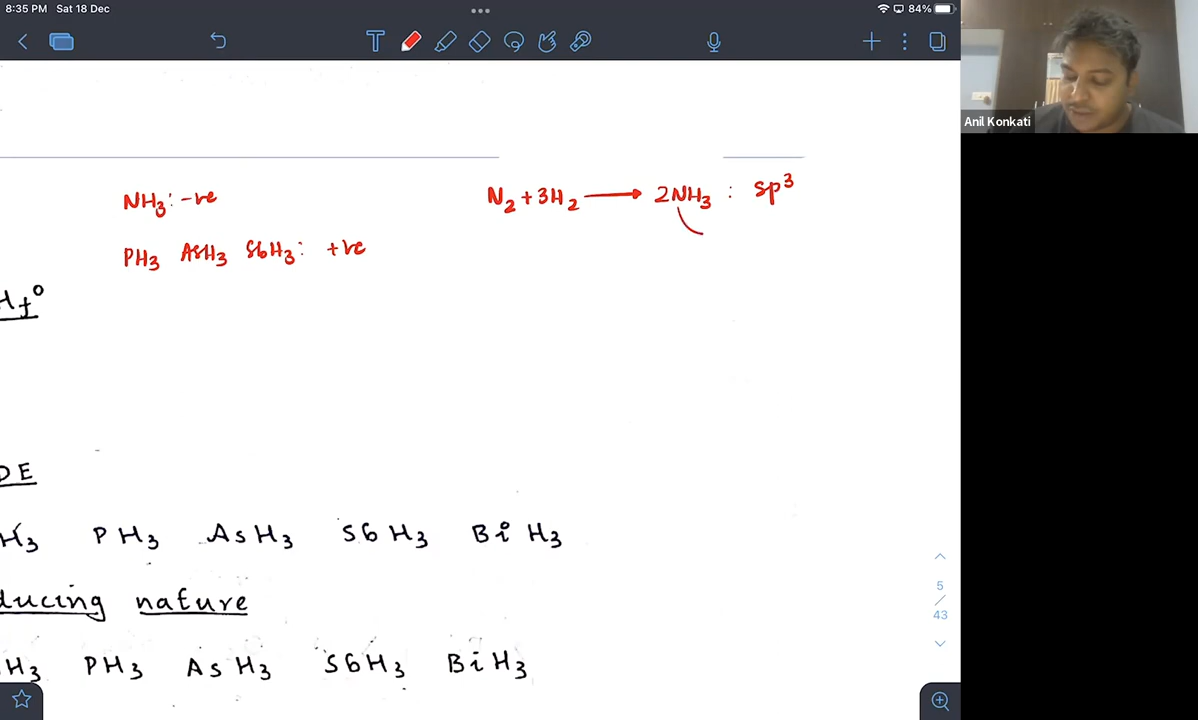 8:35 PM Sat 18 Dec
84%
T
Anil Konkati
NH₃: -ve
N₂ + 3H₂ → 2NH₃ : sp³
PH₃ AsH₃ SbH₃: +ve
Hf°
DE
H₃ PH₃ AsH₃ SbH₃ BiH₃
5
/
43
ducing nature
H₃ PH₃ AsH₃ SbH₃ BiH₃